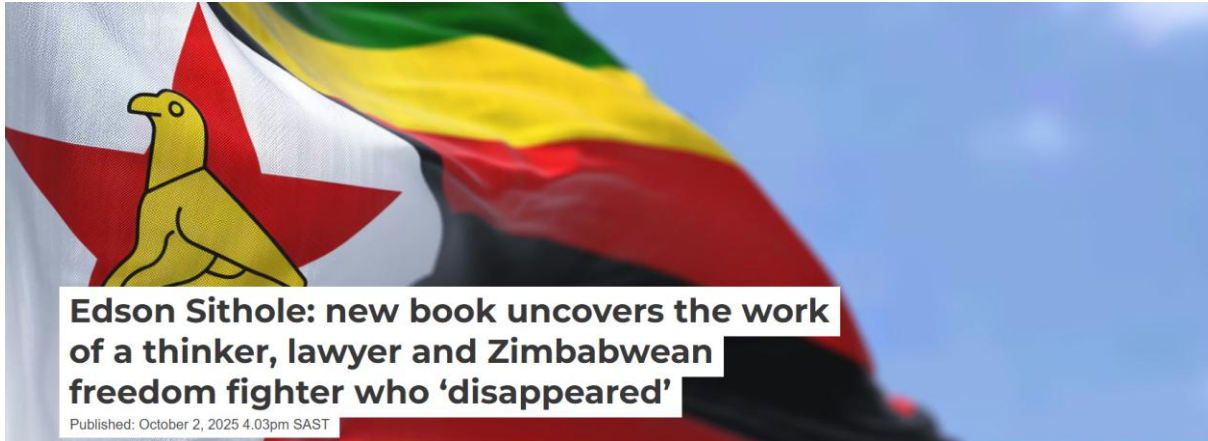 Edson Sithole: new book uncovers the work
of a thinker, lawyer and Zimbabwean
freedom fighter who ‘disappeared’
Published: October 2, 2025 4.03pm SAST